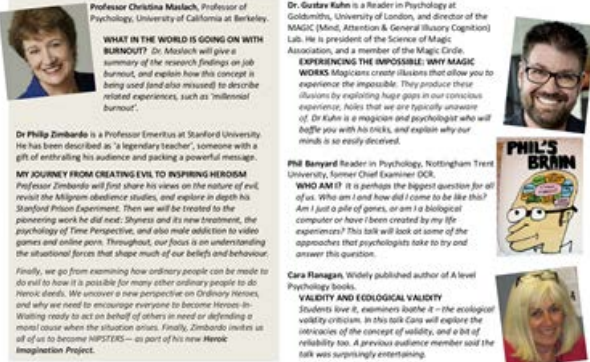 Professor Christina Maslach, Professor of
Psychology, University of California at Berkeley.
WHAT IN THE WORLD IS GOING ON WITH
BURNOUT? Dr. Maslach will give a
summary of the research findings on job
burnout, and explain how this concept is
being used (and also misused) to describe
related experiences, such as 'millennial
burnout'.
Dr Philip Zimbardo is a Professor Emeritus at Stanford University.
He has been described as 'a legendary teacher', someone with a
gift of enthralling his audience and packing a powerful message.
MY JOURNEY FROM CREATING EVIL TO INSPIRING HEROISM
Professor Zimbardo will first share his views on the nature of evil,
revisit the Milgram obedience studies, and explore in depth his
Stanford Prison Experiment. Then we will be treated to the
pioneering work he did next: Shyness and its new treatment, the
psychology of Time Perspective, and also male addiction to video
games and online porn. Throughout, our focus is on understanding
the situational forces that shape much of our beliefs and behaviour.
Finally, we go from examining how ordinary people can be made to
do evil to how it is possible for many other ordinary people to do
Heroic deeds. We uncover a new perspective on Ordinary Heroes,
and why we need to encourage everyone to become Heroes-In-
Waiting ready to act on behalf of others in need or defending a
moral cause when the situation arises. Finally, Zimbardo invites us
all of us to become HIPSTERS— as part of his new Heroic
Imagination Project.
Dr. Gustav Kuhn is a Reader in Psychology at
Goldsmiths, University of London, and director of the
MAGIC (Mind, Attention & General Illusory Cognition)
Lab. He is president of the Science of Magic
Association, and a member of the Magic Circle.
EXPERIENCING THE IMPOSSIBLE: WHY MAGIC
WORKS Magicians create illusions that allow you to
experience the impossible. They produce these
illusions by exploiting huge gaps in our conscious
experience, holes that we are typically unaware
of. Dr Kuhn is a magician and psychologist who will
baffle you with his tricks, and explain why our
minds is so easily deceived.
PHIL'S
BRAIN
Phil Banyard Reader in Psychology, Nottingham Trent
University, former Chief Examiner OCR.
WHO AM I? It is perhaps the biggest question for all
of us. Who am I and how did I come to be like this?
Am I just a pile of genes, or am I a biological
computer or have I been created by my life
experiences? This talk will look at some of the
approaches that psychologists take to try and
answer this question.
Cara Flanagan, Widely published author of A level
Psychology books.
VALIDITY AND ECOLOGICAL VALIDITY
Students love it, examiners loathe it – the ecological
validity criticism. In this talk Cara will explore the
intricacies of the concept of validity, and a bit of
reliability too. A previous audience member said the
talk was surprisingly entertaining.